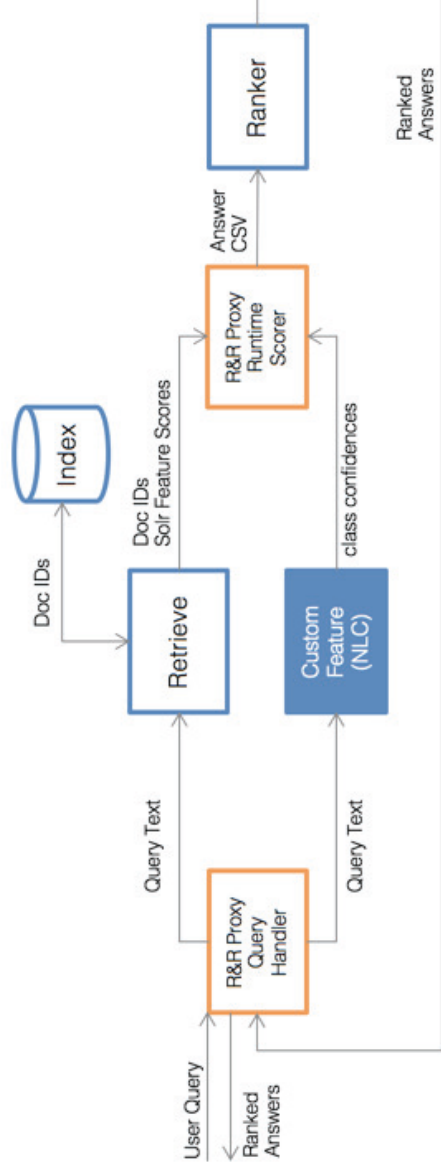 User Query
Ranked
Answers
R&R Proxy
Query
Handler
Query Text
Query Text
Doc IDs
Index
Retrieve
Custom
Feature
(NLC)
Doc IDs
Solr Feature Scores
class confidences
R&R Proxy
Runtime
Scorer
Answer
CSV
Ranker
Ranked
Answers